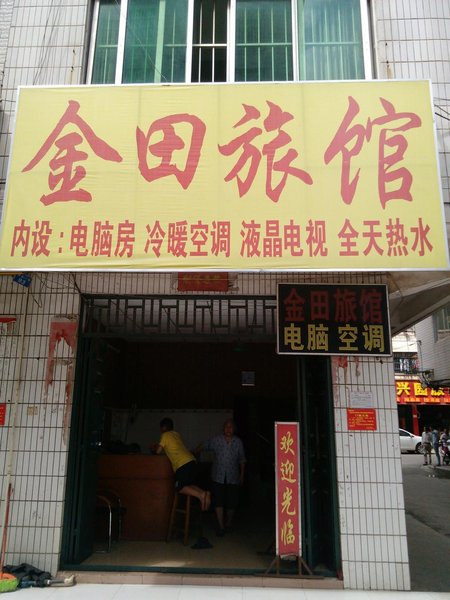 金田旅馆
内设：电脑房 冷暖空调 液晶电视 全天热水
金田旅馆
电脑 空调
欢迎光临